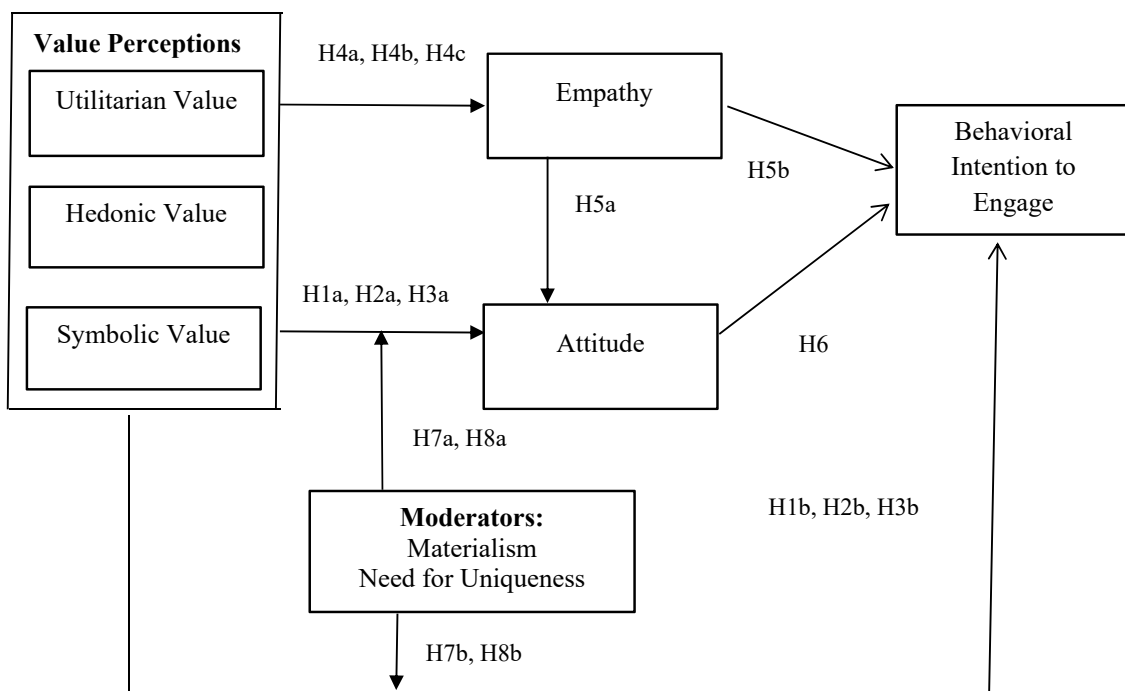 Value Perceptions
Utilitarian Value
Hedonic Value
Symbolic Value
H4a, H4b, H4c
Empathy
H5a
H5b
Behavioral
Intention to
Engage
H1a, H2a, H3a
Attitude
H6
H7a, H8a
Moderators:
Materialism
Need for Uniqueness
H7b, H8b
H1b, H2b, H3b